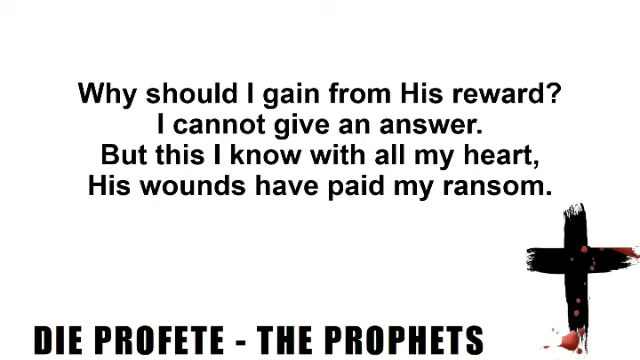 Why should I gain from His reward?
I cannot give an answer.
But this I know with all my heart,
His wounds have paid my ransom.
DIE PROFETE - THE PROPHETS